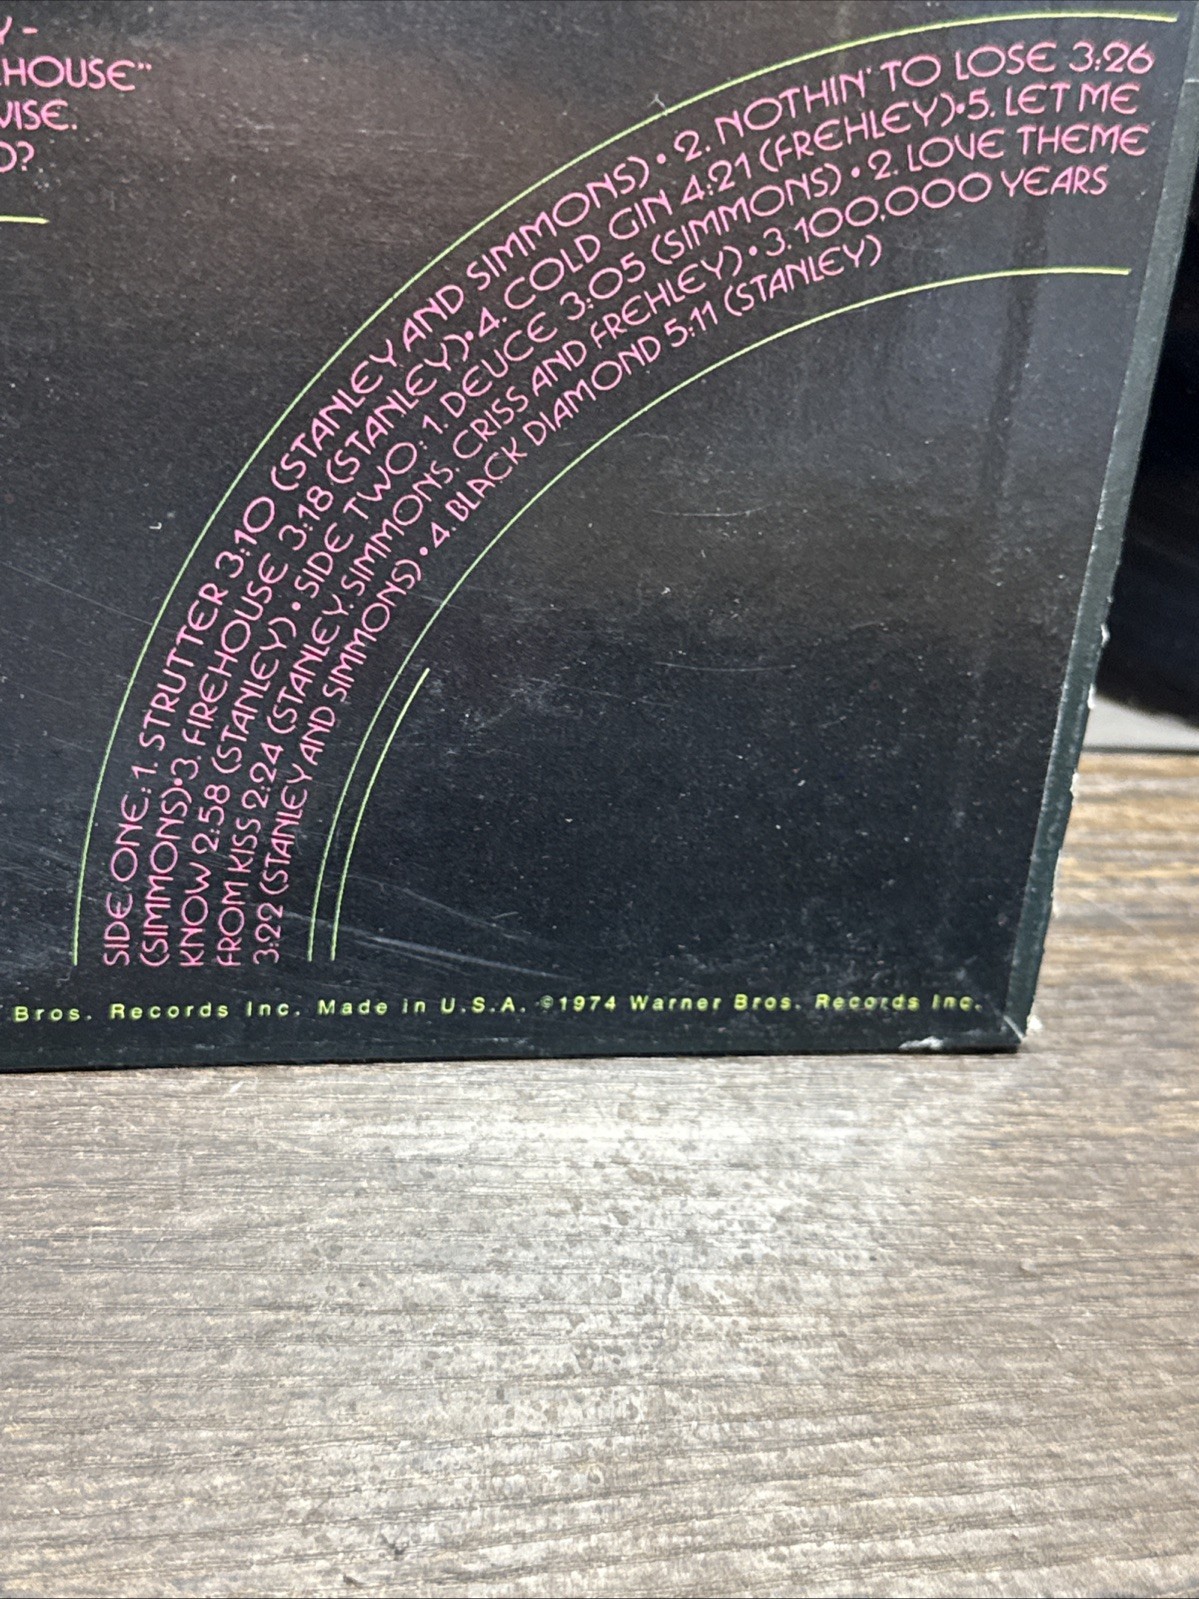 Y -
HOUSE"
WISE.
D?
SIDE ONE: 1. STRUTTER 3:10 (STANLEY AND SIMMONS) • 2. NOTHIN' TO LOSE 3:26
(SIMMONS)•3. FIREHOUSE 3:18 (STANLEY)•4. COLD GIN 4:21 (FREHLEY)•5. LET ME
KNOW 2:58 (STANLEY) • SIDE TWO: 1. DEUCE 3:05 (SIMMONS) • 2. LOVE THEME
FROM KISS 2:24 (STANLEY, SIMMONS, CRISS AND FREHLEY) • 3. 100,000 YEARS
3:22 (STANLEY AND SIMMONS) • 4. BLACK DIAMOND 5:11 (STANLEY)
Bros. Records Inc. Made in U.S.A. ©1974 Warner Bros. Records Inc.